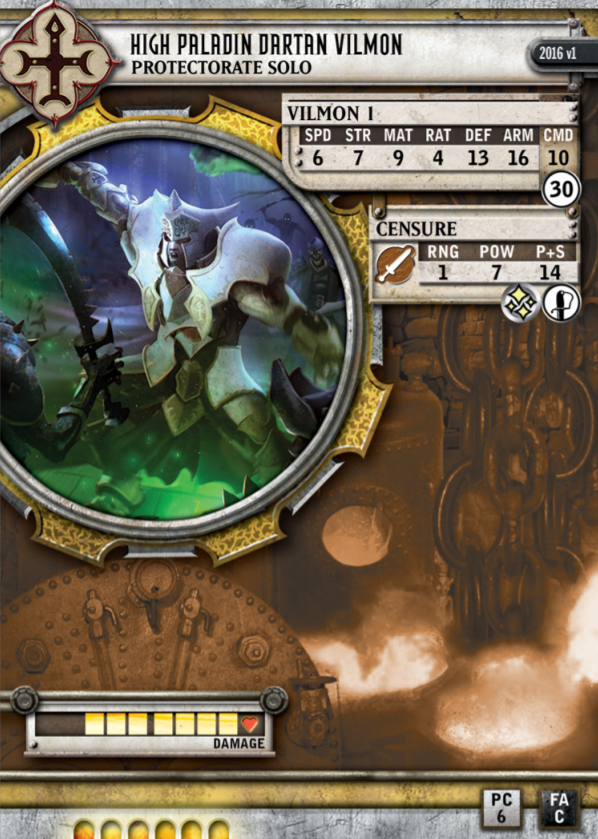 HIGH PALADIN DARTAN VILMON
PROTECTORATE SOLO
2016 v1
VILMON 1
SPD STR MAT RAT DEF ARM CMD
6 7 9 4 13 16 10
30
CENSURE
RNG POW P+S
1 7 14
DAMAGE
PC
6
FA
C